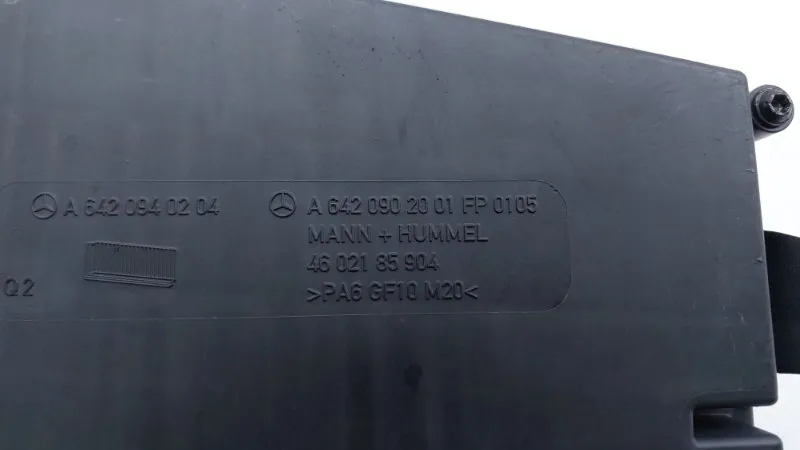 A 642 094 02 04
A 642 090 20 01 FP 0105
MANN + HUMMEL
46 021 85 904
>PA6 GF10 M20<
Q2